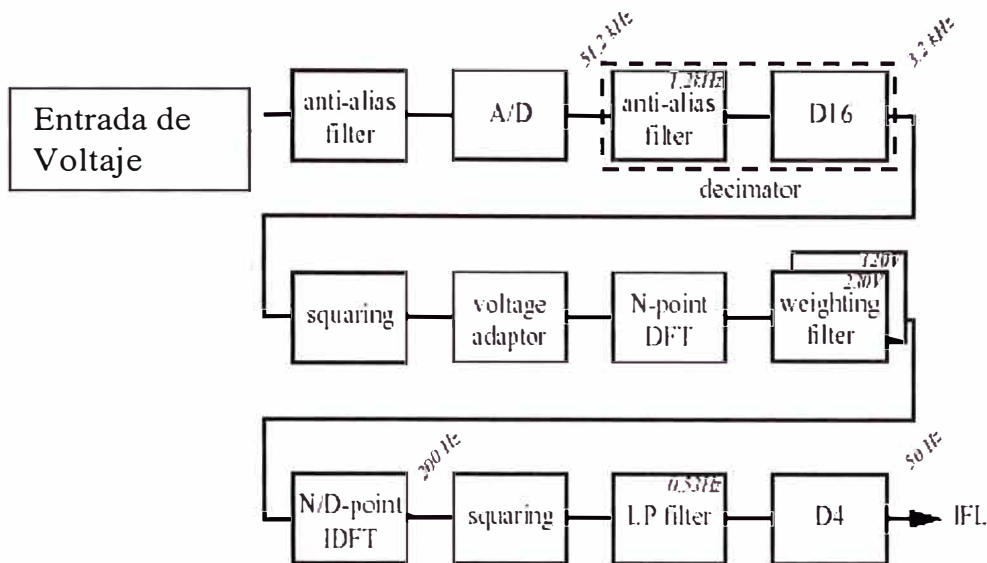 51,2 kHz
3.2 kHz
Entrada de
Voltaje
anti-alias
filter
A/D
1,2kHz
anti-alias
filter
D16
decimator
squaring
voltage
adaptor
N-point
DFT
120V
230V
weighting
filter
200 Hz
50 Hz
N/D-point
IDFT
squaring
0.53Hz
LP filter
D4
IFL